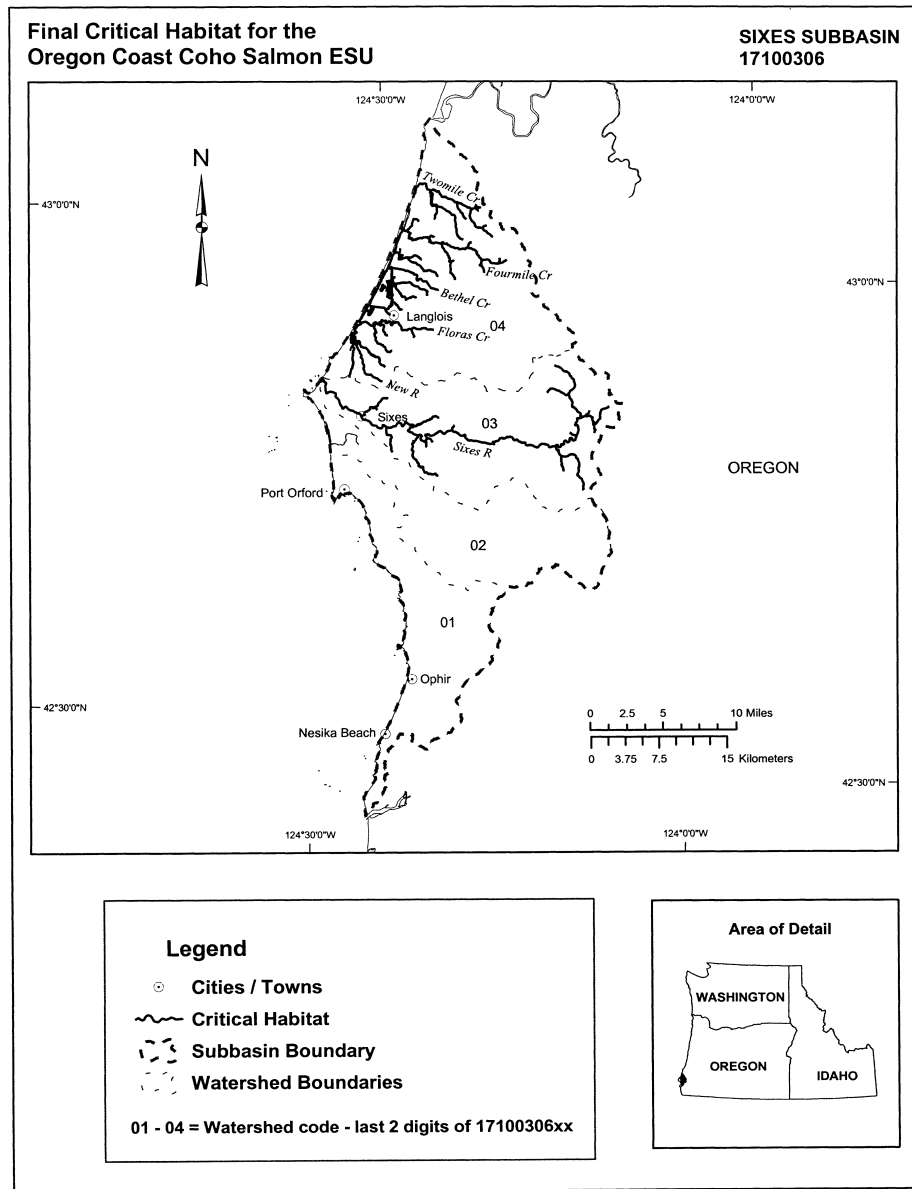 Final Critical Habitat for the
Oregon Coast Coho Salmon ESU
SIXES SUBBASIN
17100306
124°30'0"W
124°0'0"W
N
43°0'0"N
Twomile Cr
Fourmile Cr
43°0'0"N
Bethel Cr
Langlois
04
Floras Cr
New R
Sixes
03
Sixes R
OREGON
Port Orford
02
01
Ophir
42°30'0"N
0 2.5 5 10 Miles
Nesika Beach
0 3.75 7.5 15 Kilometers
42°30'0"N
124°30'0"W
124°0'0"W
Legend
Cities / Towns
Critical Habitat
Subbasin Boundary
Watershed Boundaries
01 - 04 = Watershed code - last 2 digits of 17100306xx
Area of Detail
WASHINGTON
OREGON
IDAHO